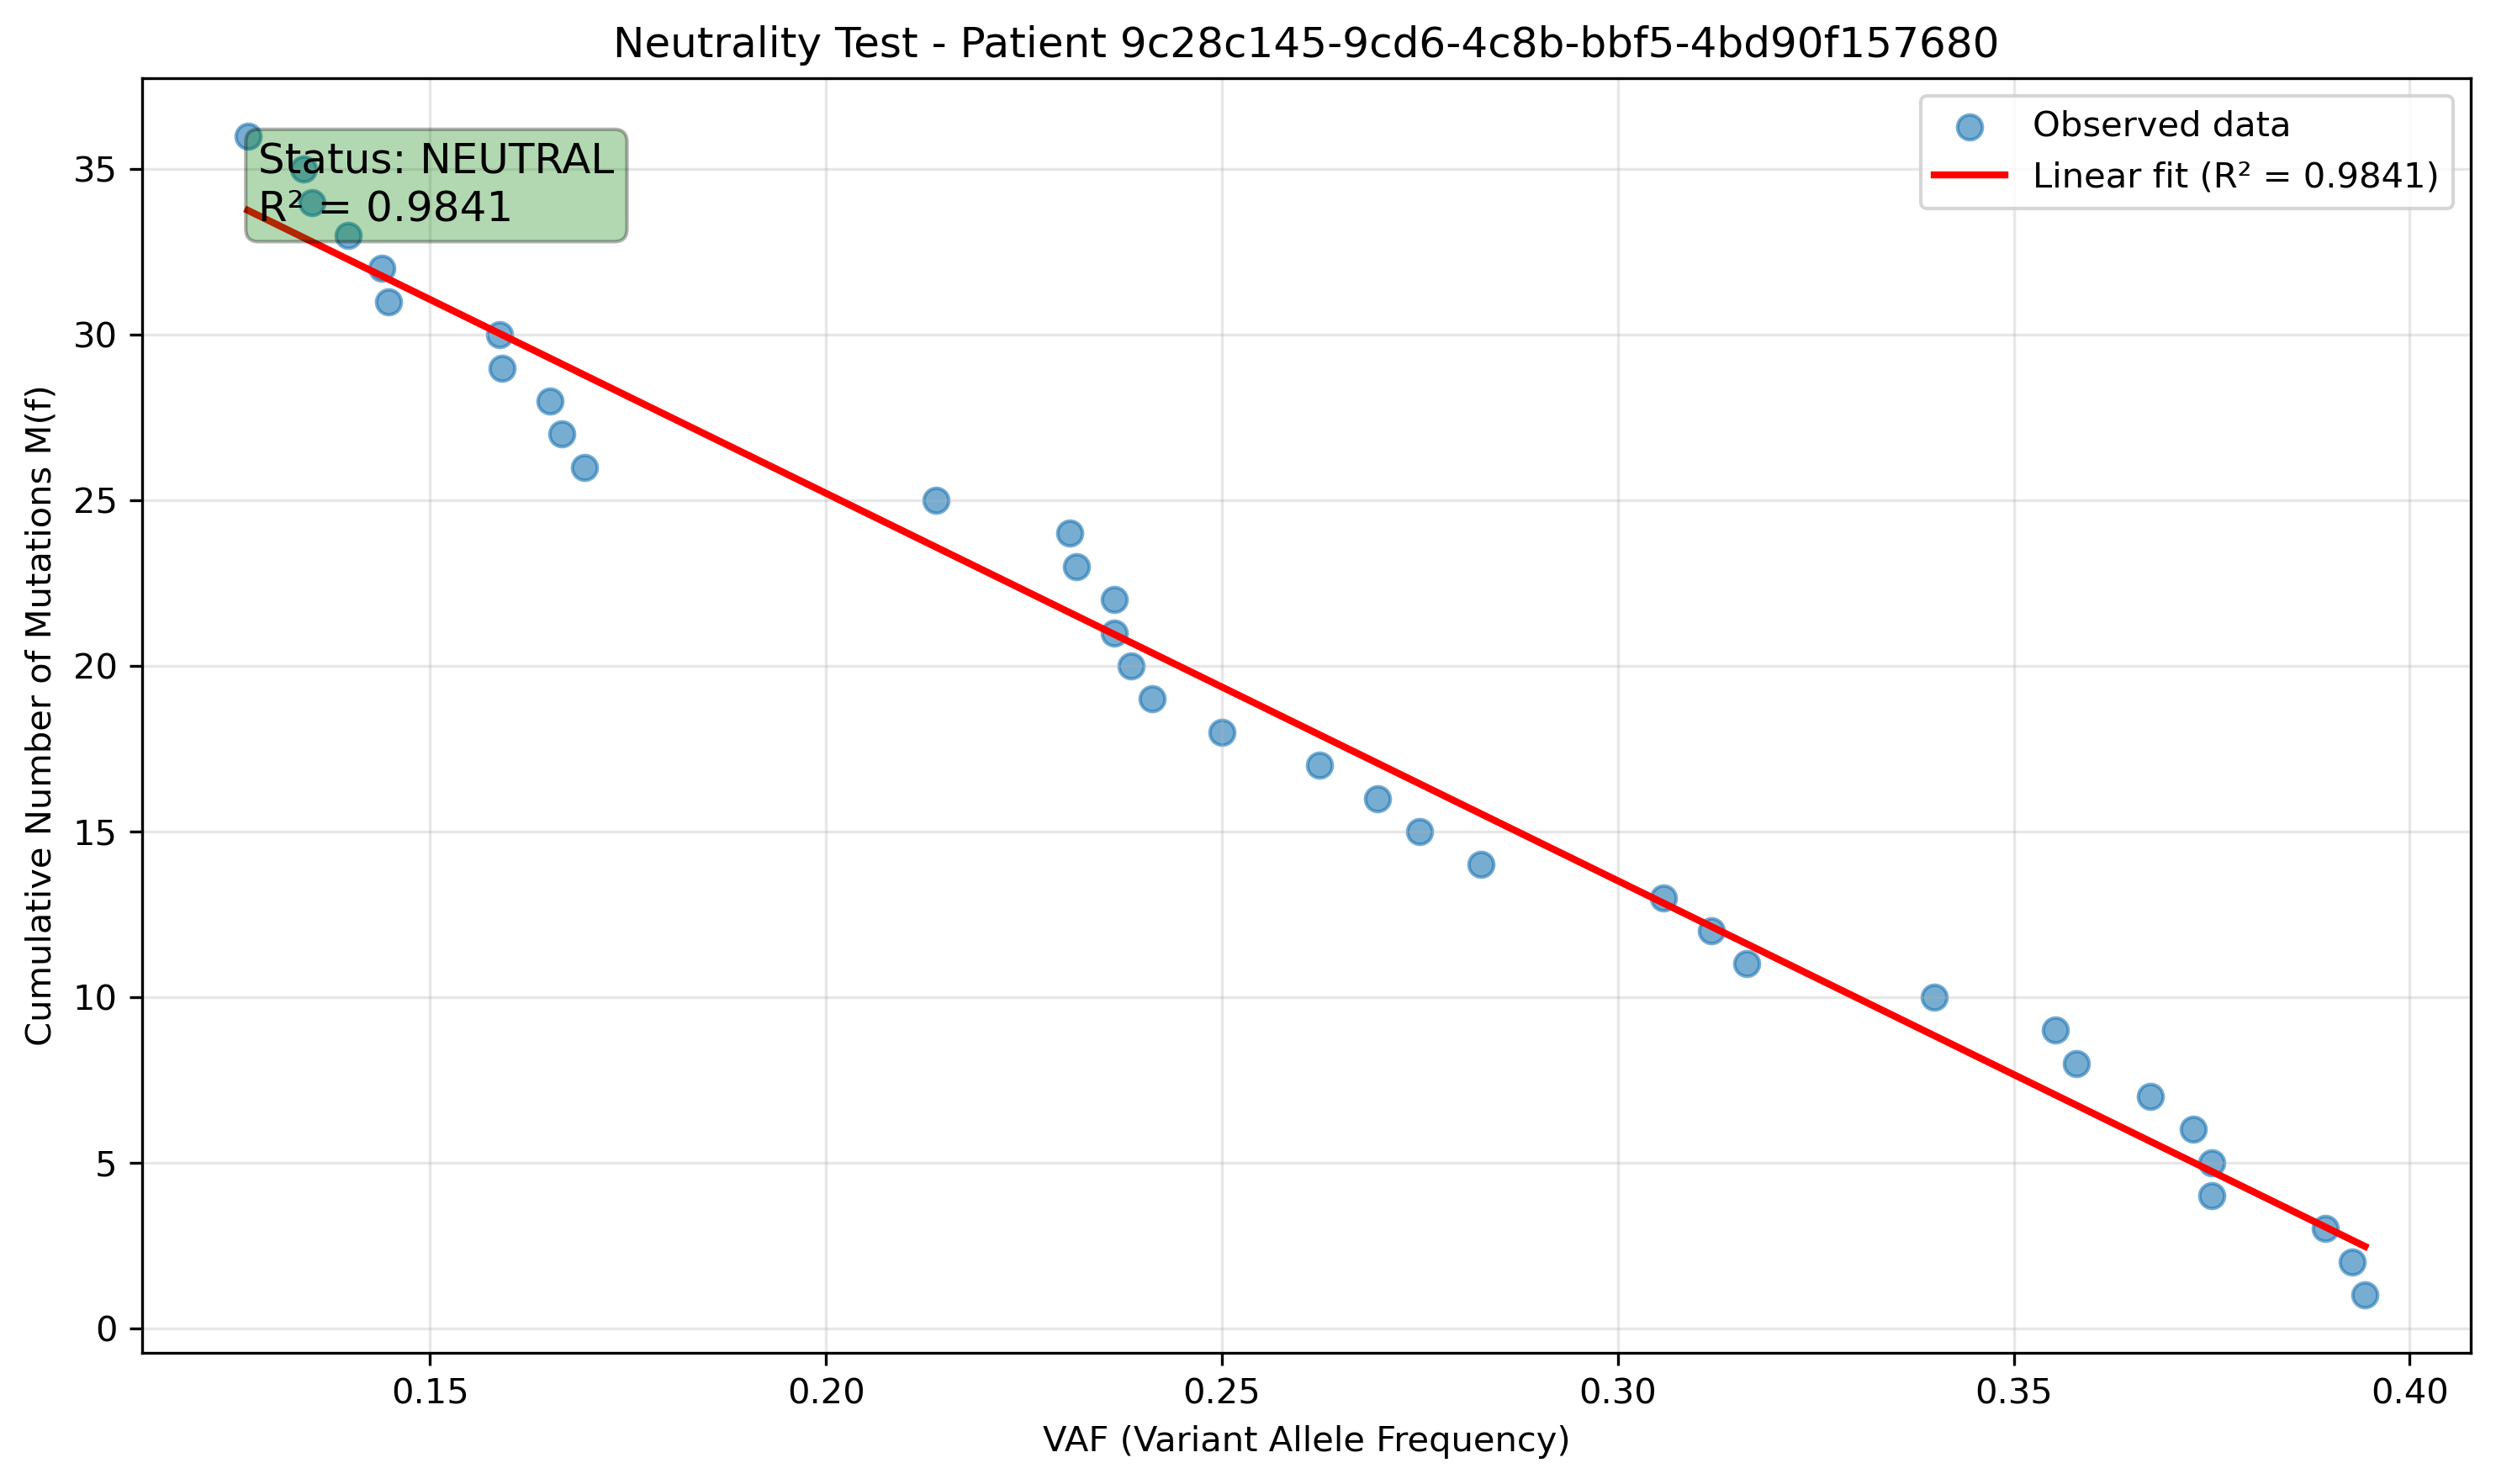 Neutrality Test - Patient 9c28c145-9cd6-4c8b-bbf5-4bd90f157680
Status: NEUTRAL
R² = 0.9841
Observed data
Linear fit (R² = 0.9841)
Cumulative Number of Mutations M(f)
35
30
25
20
15
10
5
0
0.15
0.20
0.25
0.30
0.35
0.40
VAF (Variant Allele Frequency)